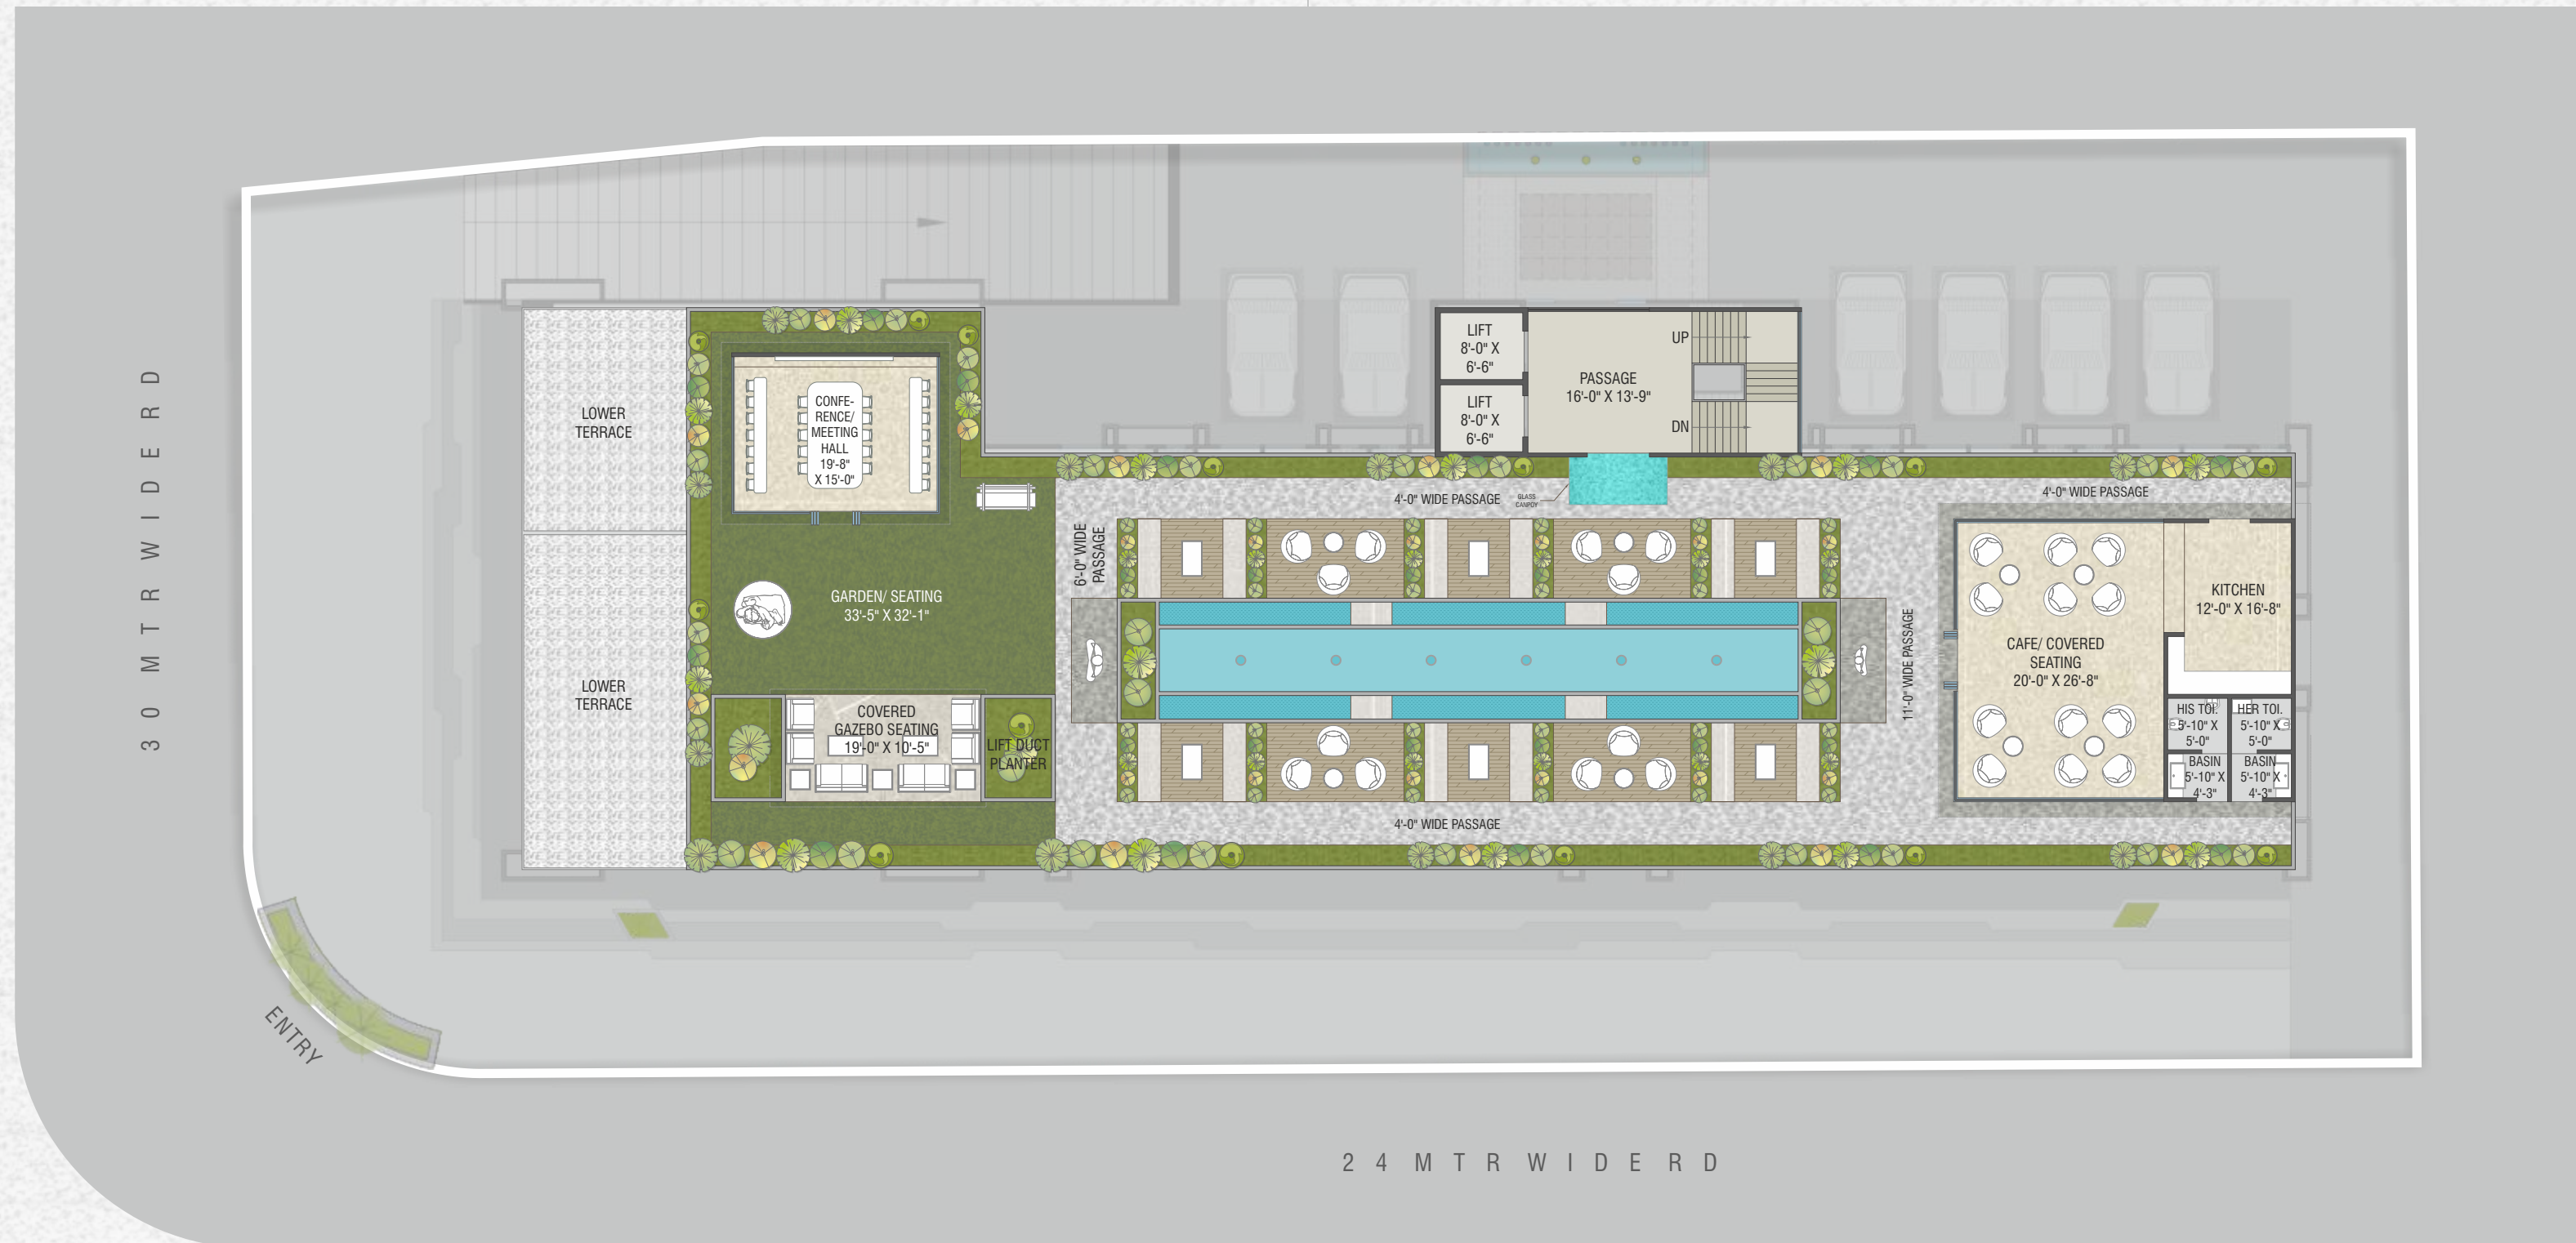 30 MTR WIDE RD
LOWER
TERRACE
LOWER
TERRACE
CONFE-
RENCE/
MEETING
HALL
19'-8"
X 15'-0"
GARDEN/ SEATING
33'-5" X 32'-1"
COVERED
GAZEBO SEATING
19'-0" X 10'-5"
LIFT DUCT
PLANTER
6'-0" WIDE
PASSAGE
LIFT
8'-0" X
6'-6"
LIFT
8'-0" X
6'-6"
PASSAGE
16'-0" X 13'-9"
UP
DN
4'-0" WIDE PASSAGE
GLASS
CANPOY
4'-0" WIDE PASSAGE
11'-0" WIDE PASSAGE
CAFE/ COVERED
SEATING
20'-0" X 26'-8"
KITCHEN
12'-0" X 16'-8"
HIS TOI.
5'-10" X
5'-0"
HER TOI.
5'-10" X
5'-0"
BASIN
5'-10" X
4'-3"
BASIN
5'-10" X
4'-3"
4'-0" WIDE PASSAGE
ENTRY
24 MTR WIDE RD